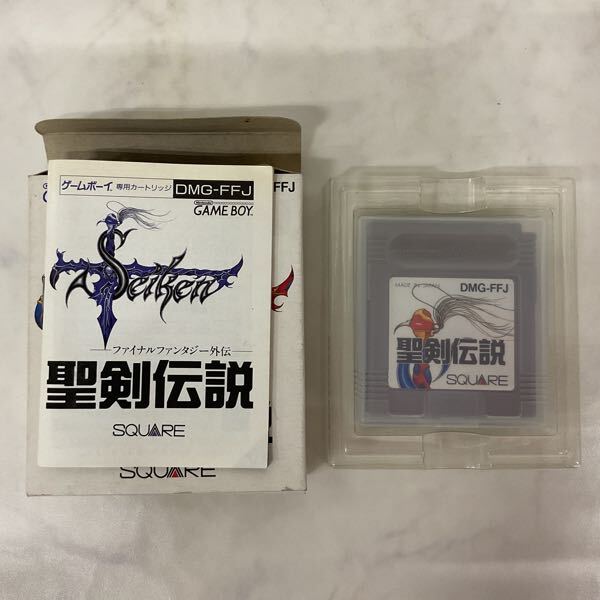 ゲームボーイ 専用カートリッジ DMG-FFJ
Nintendo
GAME BOY
Seiken
ファイナルファンタジー外伝
聖剣伝説
SQUARE
FFJ
SQUARE
MADE IN JAPAN DMG-FFJ
聖剣伝説
SQUARE